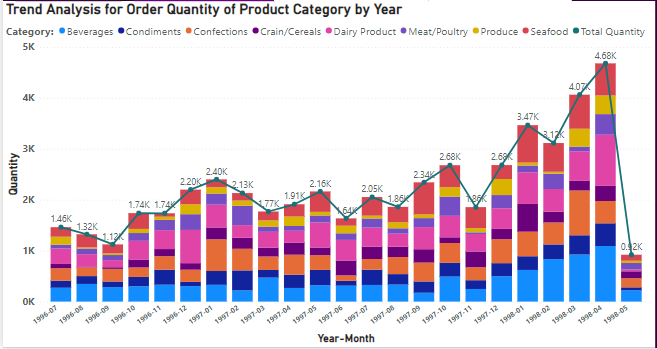 Trend Analysis for Order Quantity of Product Category by Year
Category: Beverages Condiments Confections Crain/Cereals Dairy Product Meat/Poultry Produce Seafood Total Quantity
5K
4K
3K
2K
1K
0K
Quantity
1.46K 1.32K 1.12K 1.74K 1.74K 2.20K 2.40K 2.13K 1.77K 1.91K 2.16K 1.64K 2.05K 1.86K 2.34K 2.68K 1.86K 2.68K 3.47K 3.12K 4.07K 4.68K 0.92K
1996-07 1996-08 1996-09 1996-10 1996-11 1996-12 1997-01 1997-02 1997-03 1997-04 1997-05 1997-06 1997-07 1997-08 1997-09 1997-10 1997-11 1997-12 1998-01 1998-02 1998-03 1998-04 1998-05
Year-Month